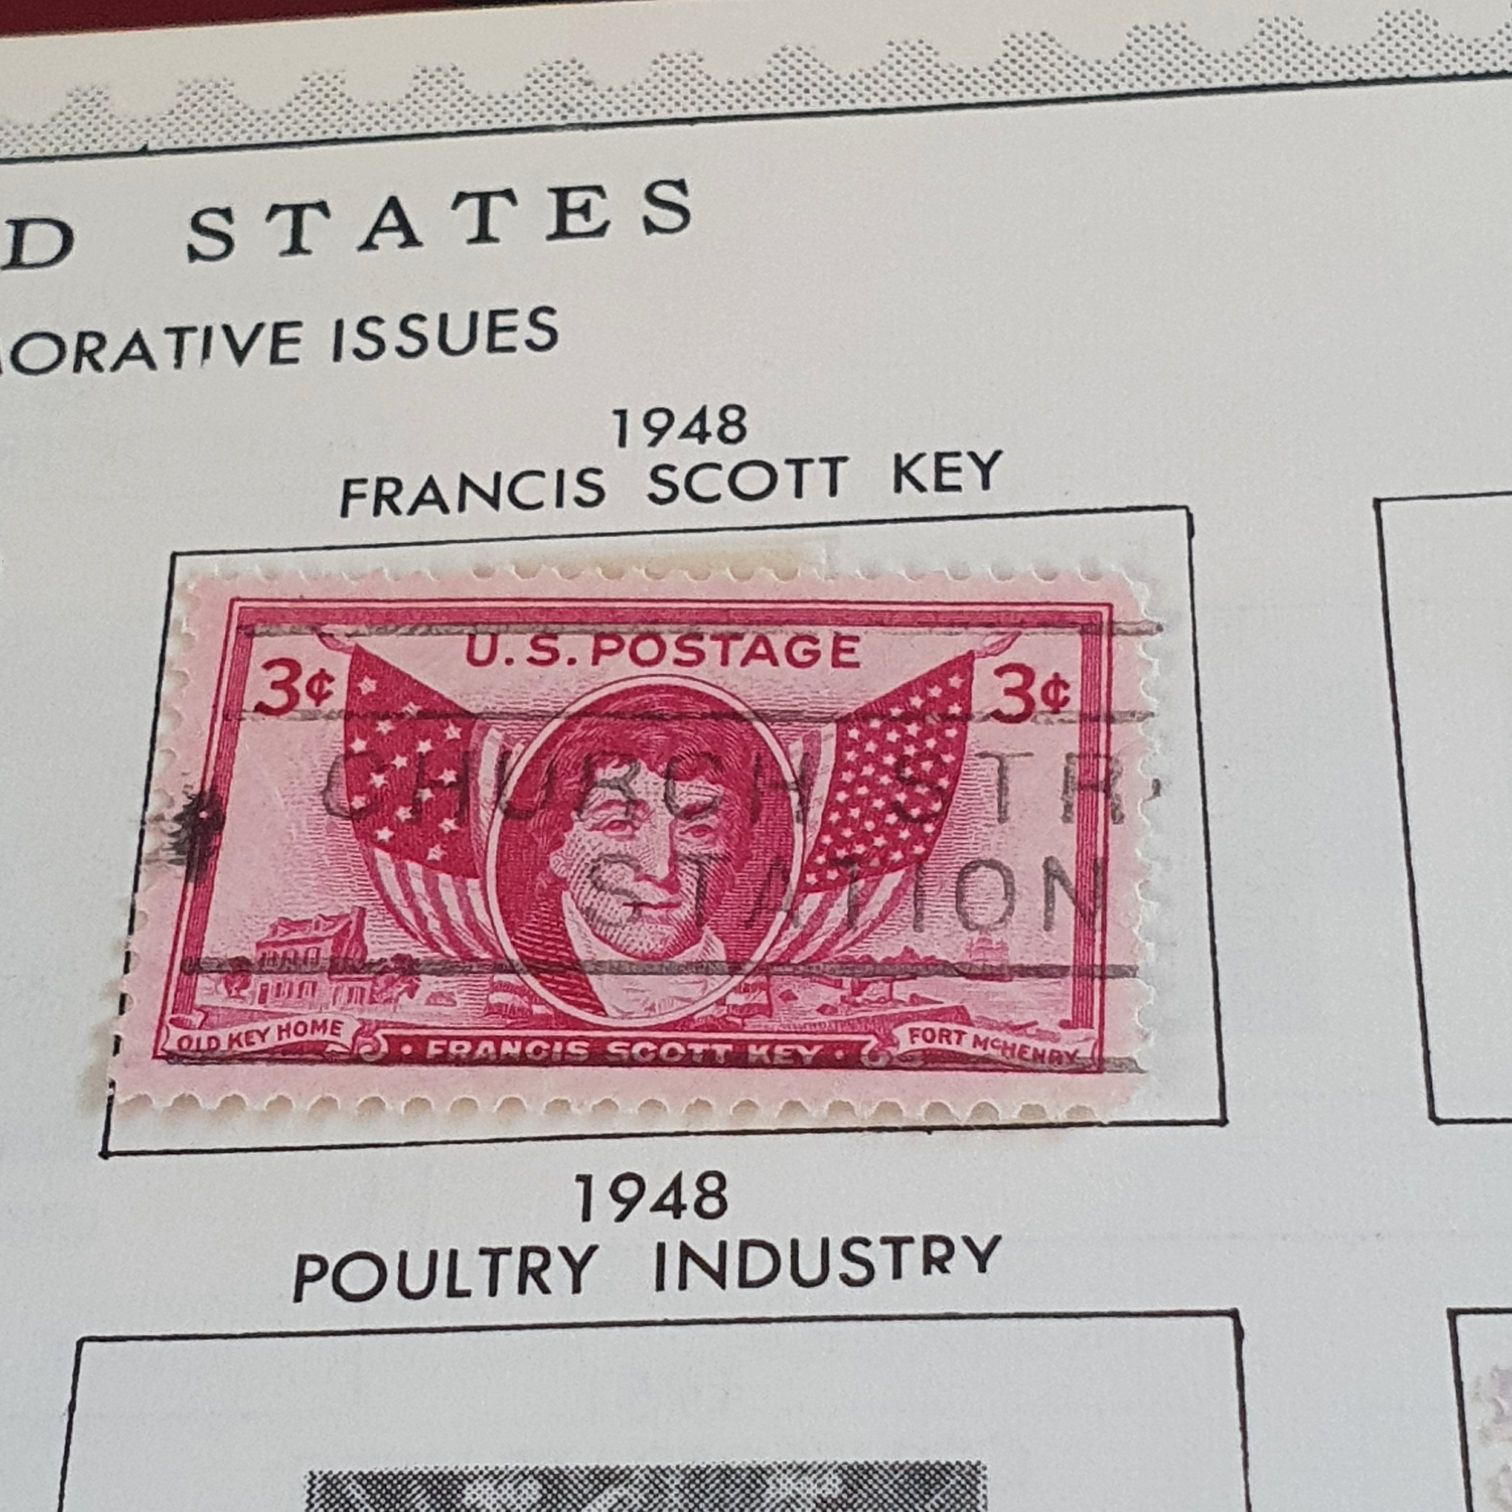 D STATES
ORATIVE ISSUES
1948
FRANCIS SCOTT KEY
U.S. POSTAGE
3¢ 3¢
CHURCH STR
STATION
OLD KEY HOME
FORT McHENRY
· FRANCIS SCOTT KEY ·
1948
POULTRY INDUSTRY